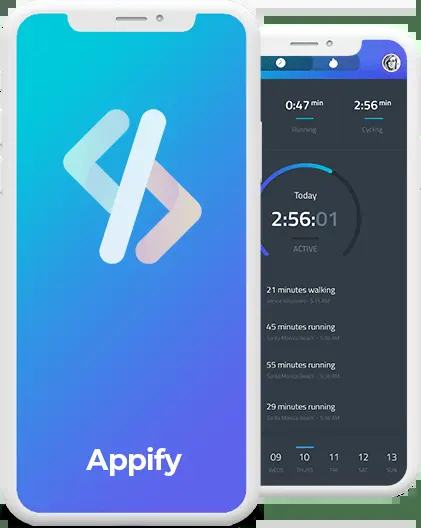 Appify
0:47 min
2:56 min
Running
Cycling
Today
2:56:01
ACTIVE
21 minutes walking
45 minutes running
55 minutes running
29 minutes running
09 10 11 12 13
WEDS THURS FRI SAT SUN